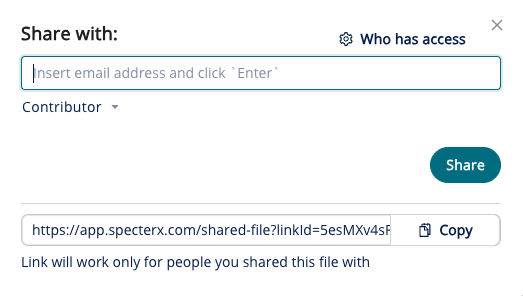 Share with:
Who has access
Insert email address and click `Enter`
Contributor
Share
https://app.specterx.com/shared-file?linkId=5esMXv4sF
Copy
Link will work only for people you shared this file with